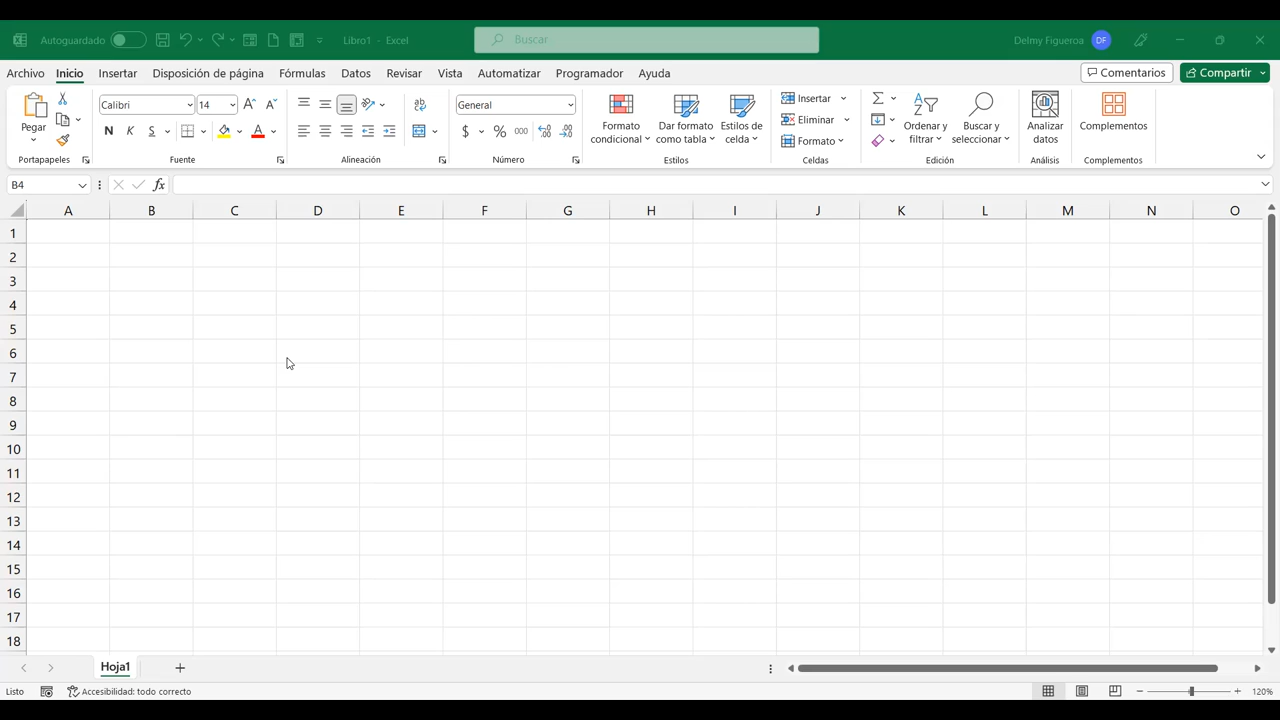 Autoguardado Libro1 - Excel Buscar Delmy Figueroa DF
Archivo Inicio Insertar Disposición de página Fórmulas Datos Revisar Vista Automatizar Programador Ayuda Comentarios Compartir
Pegar
Portapapeles
Calibri 14
N K S
Fuente
ab
Alineación
General
$ % 000
Número
Formato condicional
Dar formato como tabla
Estilos de celda
Estilos
Insertar
Eliminar
Formato
Celdas
Ordenar y filtrar
Buscar y seleccionar
Edición
Analizar datos
Análisis
Complementos
Complementos
B4 fx
A B C D E F G H I J K L M N O
1
2
3
4
5
6
7
8
9
10
11
12
13
14
15
16
17
18
Hoja1
Listo Accesibilidad: todo correcto 120%